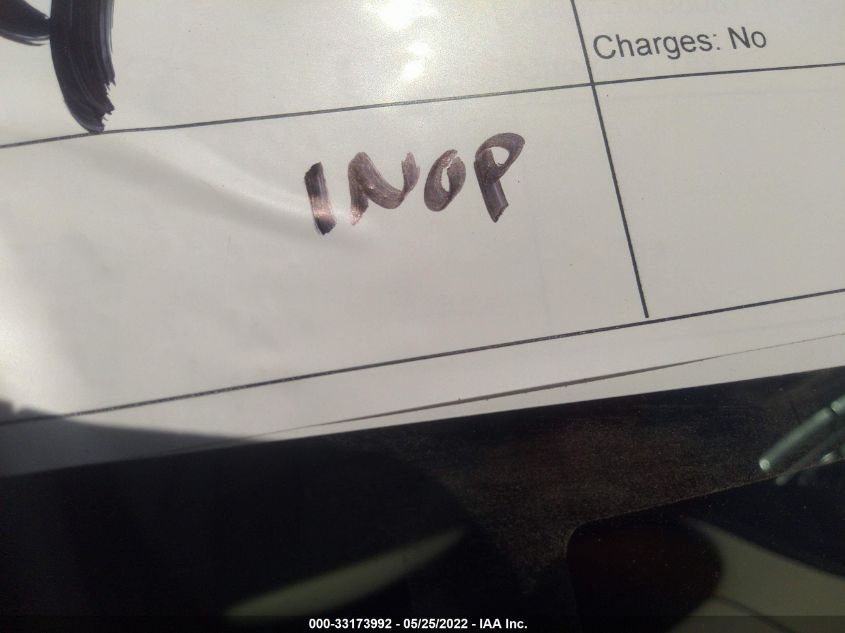 Charges: No
INOP
000-33173992 - 05/25/2022 - IAA Inc.